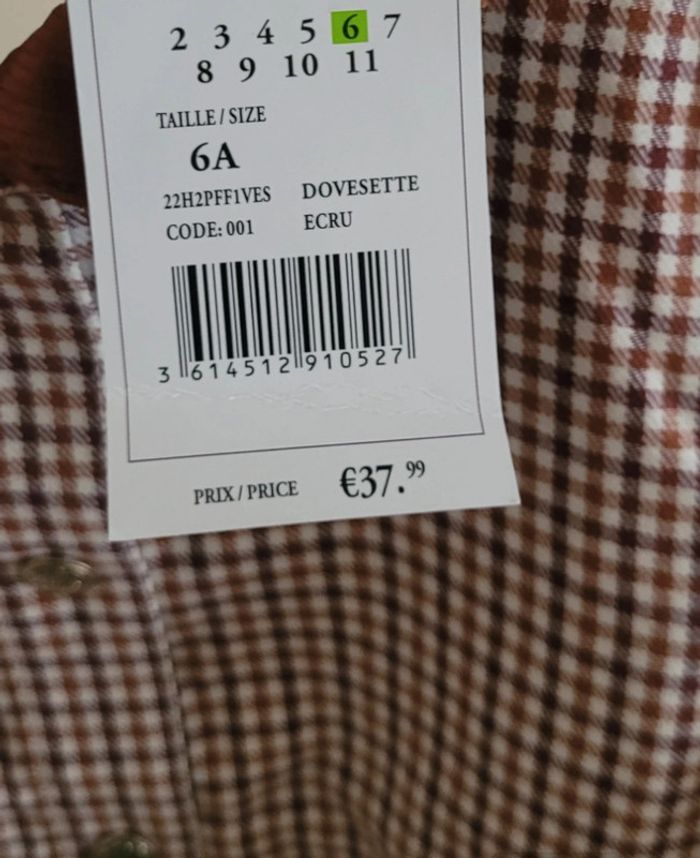 2 3 4 5 6 7
8 9 10 11
TAILLE / SIZE
6A
22H2PFF1VES DOVESETTE
CODE: 001 ECRU
3 614512 910527
PRIX / PRICE €37.99